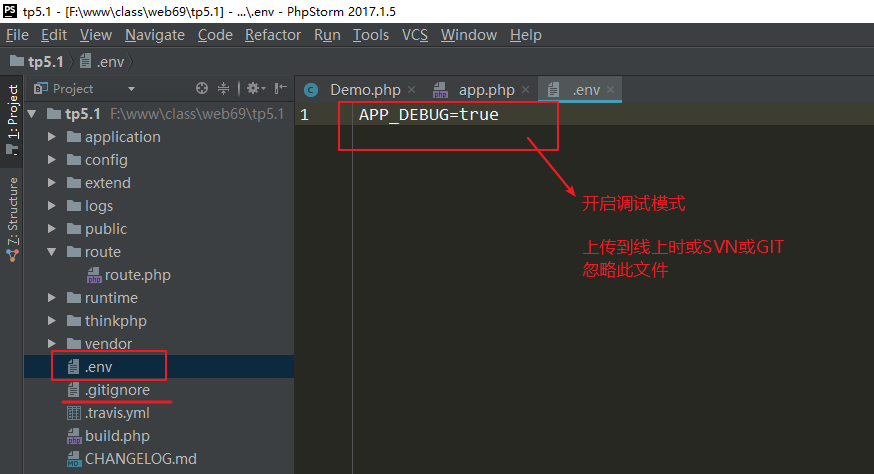 tp5.1 - [F:\www\class\web69\tp5.1] - ...\.env - PhpStorm 2017.1.5
File Edit View Navigate Code Refactor Run Tools VCS Window Help
tp5.1 .env
Project
Demo.php app.php .env
1: Project
7: Structure
tp5.1 F:\www\class\web69\tp5.1
application
config
extend
logs
public
route
route.php
runtime
thinkphp
vendor
.env
.gitignore
.travis.yml
build.php
CHANGELOG.md
1 APP_DEBUG=true
开启调试模式
上传到线上时或SVN或GIT
忽略此文件